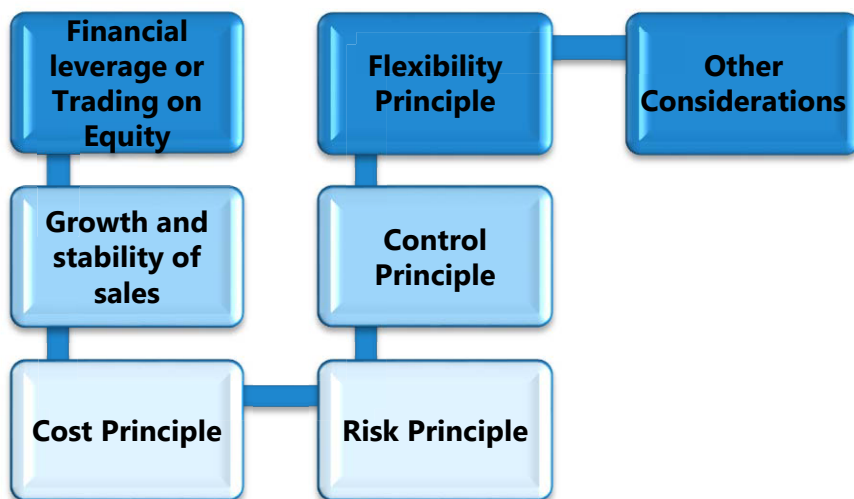 Financial
leverage or
Trading on
Equity
Growth and
stability of
sales
Cost Principle
Risk Principle
Control
Principle
Flexibility
Principle
Other
Considerations